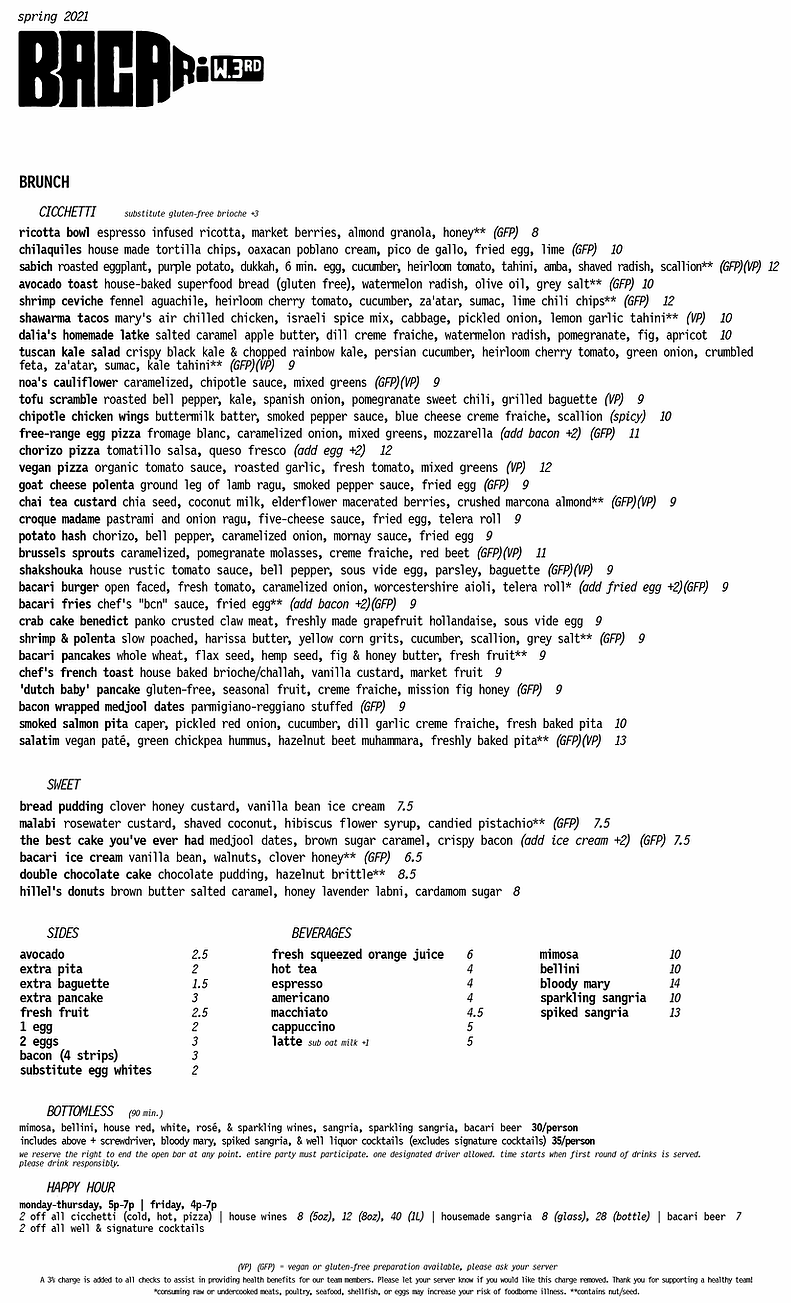 spring 2021
BACARI W.3RD
BRUNCH
CICCHETTI substitute gluten-free brioche +3
ricotta bowl espresso infused ricotta, market berries, almond granola, honey** (GFP) 8
chilaquiles house made tortilla chips, oaxacan poblano cream, pico de gallo, fried egg, lime (GFP) 10
sabich roasted eggplant, purple potato, dukkah, 6 min. egg, cucumber, heirloom tomato, tahini, amba, shaved radish, scallion** (GFP)(VP) 12
avocado toast house-baked superfood bread (gluten free), watermelon radish, olive oil, grey salt** (GFP) 10
shrimp ceviche fennel aguachile, heirloom cherry tomato, cucumber, za'atar, sumac, lime chili chips** (GFP) 12
shawarma tacos mary's air chilled chicken, israeli spice mix, cabbage, pickled onion, lemon garlic tahini** (VP) 10
dalia's homemade latke salted caramel apple butter, dill creme fraiche, watermelon radish, pomegranate, fig, apricot 10
tuscan kale salad crispy black kale & chopped rainbow kale, persian cucumber, heirloom cherry tomato, green onion, crumbled
feta, za'atar, sumac, kale tahini** (GFP)(VP) 9
noa's cauliflower caramelized, chipotle sauce, mixed greens (GFP)(VP) 9
tofu scramble roasted bell pepper, kale, spanish onion, pomegranate sweet chili, grilled baguette (VP) 9
chipotle chicken wings buttermilk batter, smoked pepper sauce, blue cheese creme fraiche, scallion (spicy) 10
free-range egg pizza fromage blanc, caramelized onion, mixed greens, mozzarella (add bacon +2) (GFP) 11
chorizo pizza tomatillo salsa, queso fresco (add egg +2) 12
vegan pizza organic tomato sauce, roasted garlic, fresh tomato, mixed greens (VP) 12
goat cheese polenta ground leg of lamb ragu, smoked pepper sauce, fried egg (GFP) 9
chai tea custard chia seed, coconut milk, elderflower macerated berries, crushed marcona almond** (GFP)(VP) 9
croque madame pastrami and onion ragu, five-cheese sauce, fried egg, telera roll 9
potato hash chorizo, bell pepper, caramelized onion, mornay sauce, fried egg 9
brussels sprouts caramelized, pomegranate molasses, creme fraiche, red beet (GFP)(VP) 11
shakshouka house rustic tomato sauce, bell pepper, sous vide egg, parsley, baguette (GFP)(VP) 9
bacari burger open faced, fresh tomato, caramelized onion, worcestershire aioli, telera roll* (add fried egg +2)(GFP) 9
bacari fries chef's "bcn" sauce, fried egg** (add bacon +2)(GFP) 9
crab cake benedict panko crusted claw meat, freshly made grapefruit hollandaise, sous vide egg 9
shrimp & polenta slow poached, harissa butter, yellow corn grits, cucumber, scallion, grey salt** (GFP) 9
bacari pancakes whole wheat, flax seed, hemp seed, fig & honey butter, fresh fruit** 9
chef's french toast house baked brioche/challah, vanilla custard, market fruit 9
'dutch baby' pancake gluten-free, seasonal fruit, creme fraiche, mission fig honey (GFP) 9
bacon wrapped medjool dates parmigiano-reggiano stuffed (GFP) 9
smoked salmon pita caper, pickled red onion, cucumber, dill garlic creme fraiche, fresh baked pita 10
salatim vegan paté, green chickpea hummus, hazelnut beet muhammara, freshly baked pita** (GFP)(VP) 13
SWEET
bread pudding clover honey custard, vanilla bean ice cream 7.5
malabi rosewater custard, shaved coconut, hibiscus flower syrup, candied pistachio** (GFP) 7.5
the best cake you've ever had medjool dates, brown sugar caramel, crispy bacon (add ice cream +2) (GFP) 7.5
bacari ice cream vanilla bean, walnuts, clover honey** (GFP) 6.5
double chocolate cake chocolate pudding, hazelnut brittle** 8.5
hillel's donuts brown butter salted caramel, honey lavender labni, cardamom sugar 8
SIDES
avocado 2.5
extra pita 2
extra baguette 1.5
extra pancake 3
fresh fruit 2.5
1 egg 2
2 eggs 3
bacon (4 strips) 3
substitute egg whites 2
BEVERAGES
fresh squeezed orange juice 6
hot tea 4
espresso 4
americano 4
macchiato 4.5
cappuccino 5
latte sub oat milk +1 5
mimosa 10
bellini 10
bloody mary 14
sparkling sangria 10
spiked sangria 13
BOTTOMLESS (90 min.)
mimosa, bellini, house red, white, rosé, & sparkling wines, sangria, sparkling sangria, bacari beer 30/person
includes above + screwdriver, bloody mary, spiked sangria, & well liquor cocktails (excludes signature cocktails) 35/person
we reserve the right to end the open bar at any point. entire party must participate. one designated driver allowed. time starts when first round of drinks is served.
please drink responsibly.
HAPPY HOUR
monday-thursday, 5p-7p | friday, 4p-7p
2 off all cicchetti (cold, hot, pizza) | house wines 8 (5oz), 12 (8oz), 40 (1L) | housemade sangria 8 (glass), 28 (bottle) | bacari beer 7
2 off all well & signature cocktails
(VP) (GFP) = vegan or gluten-free preparation available, please ask your server
A 3% charge is added to all checks to assist in providing health benefits for our team members. Please let your server know if you would like this charge removed. Thank you for supporting a healthy team!
*consuming raw or undercooked meats, poultry, seafood, shellfish, or eggs may increase your risk of foodborne illness. **contains nut/seed.